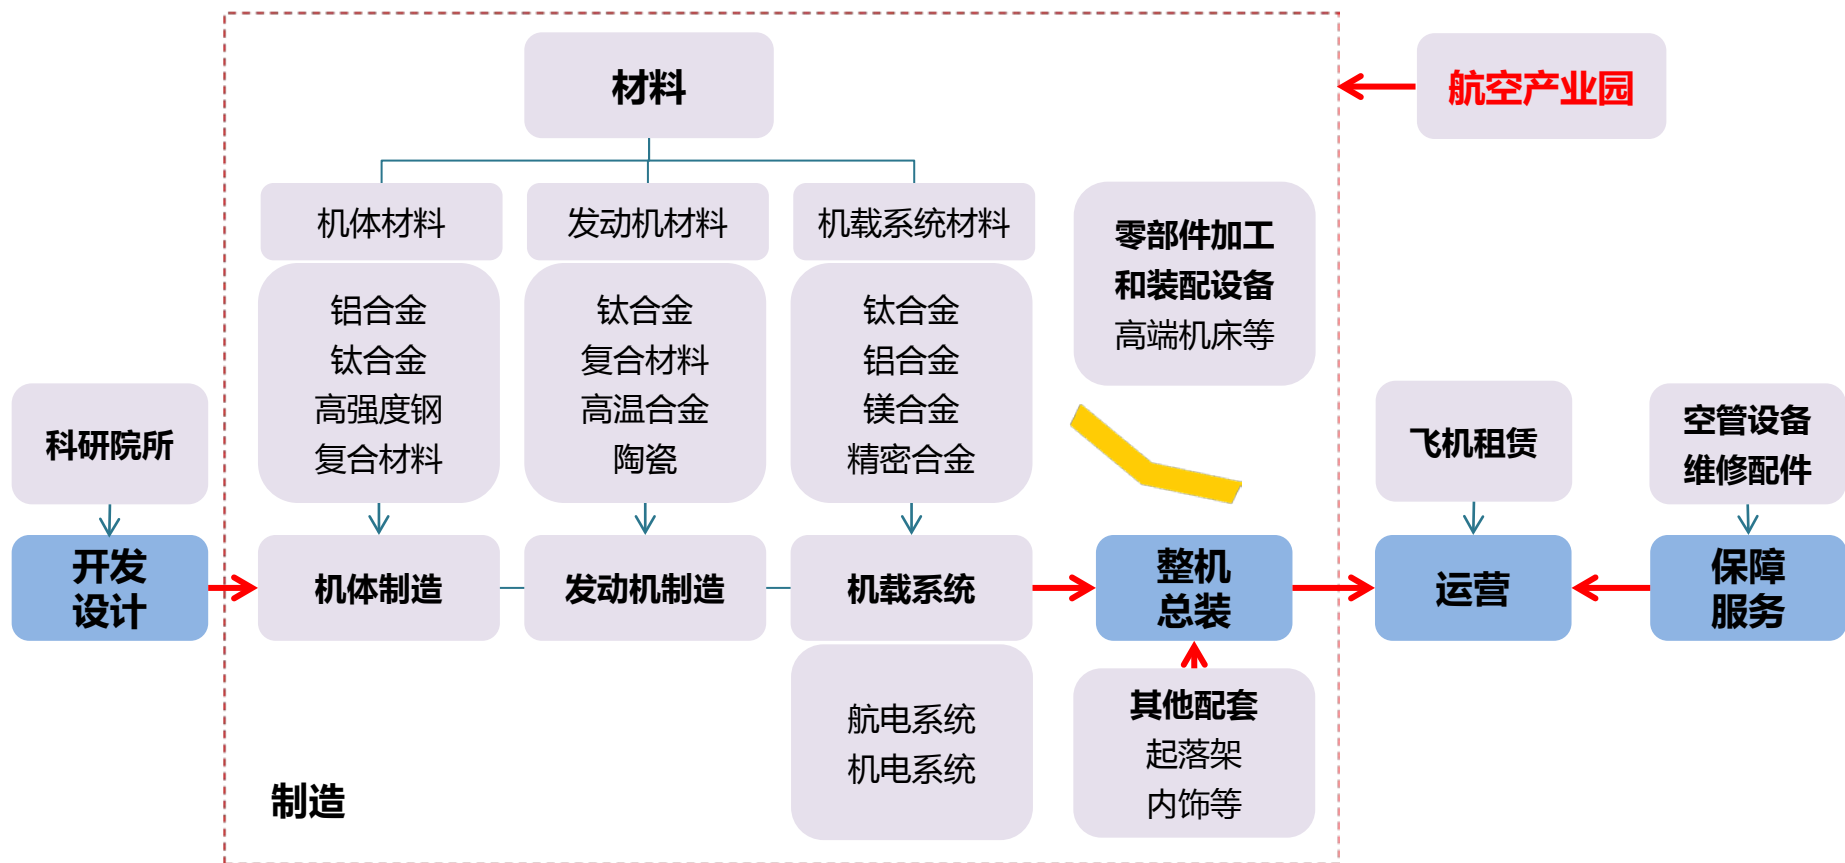 材料
航空产业园
机体材料
发动机材料
机载系统材料
零部件加工
和装配设备
高端机床等
铝合金
钛合金
高强度钢
复合材料
钛合金
复合材料
高温合金
陶瓷
钛合金
铝合金
镁合金
精密合金
科研院所
飞机租赁
空管设备
维修配件
开发
设计
机体制造
发动机制造
机载系统
整机
总装
运营
保障
服务
航电系统
机电系统
其他配套
起落架
内饰等
制造